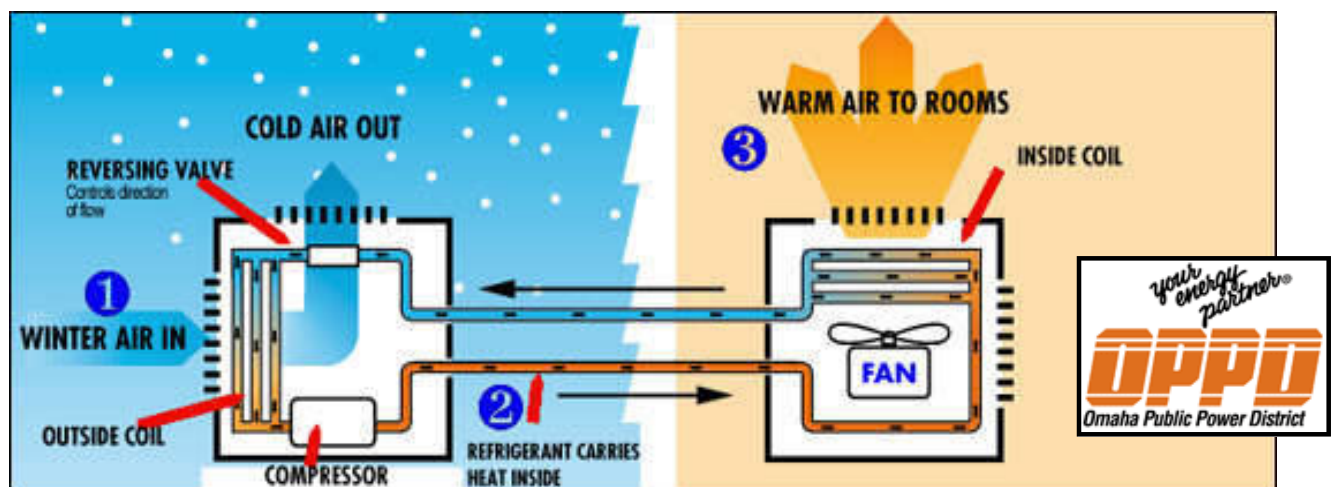 COLD AIR OUT
REVERSING VALVE
Controls direction
of flow
1
WINTER AIR IN
OUTSIDE COIL
COMPRESSOR
2
REFRIGERANT CARRIES
HEAT INSIDE
3
WARM AIR TO ROOMS
INSIDE COIL
FAN
your
energy
partner®
OPPD
Omaha Public Power District